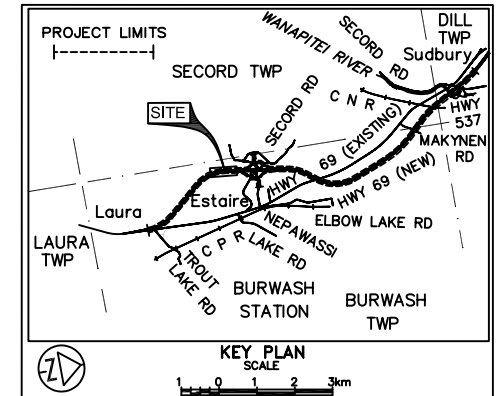 PROJECT LIMITS
WANAPITEI RIVER
SECORD RD
DILL
TWP
Sudbury
SECORD TWP
CNR
HWY
537
MAKYNEN
RD
SITE
SECORD RD
HWY 69 (EXISTING)
HWY 69 (NEW)
Estaire
Laura
ELBOW LAKE RD
NEPAWASSI
LAKE RD
CPR
LAURA
TWP
TROUT
LAKE RD
BURWASH
STATION
BURWASH
TWP
Z
KEY PLAN
SCALE
1 0 1 2 3km